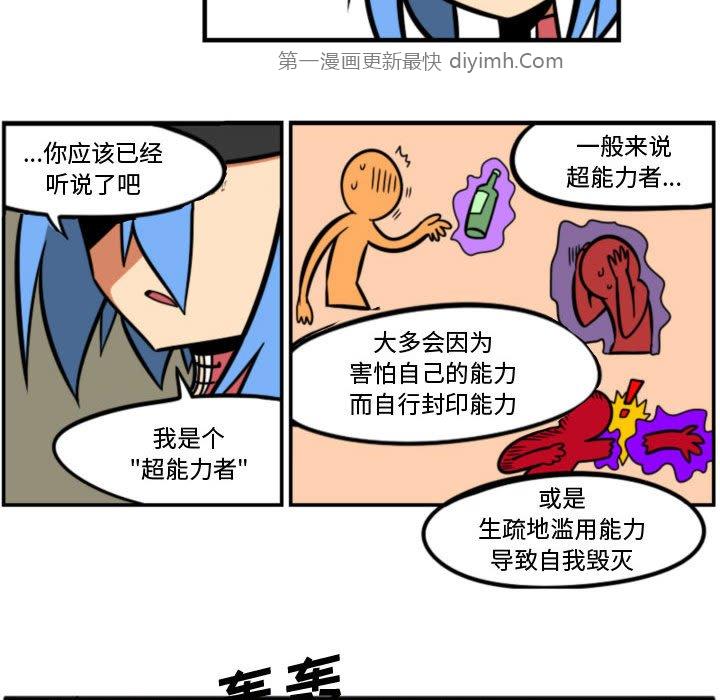 第一漫画更新最快 diyimh.Com
...你应该已经
听说了吧
我是个
"超能力者"
一般来说
超能力者...
大多会因为
害怕自己的能力
而自行封印能力
或是
生疏地滥用能力
导致自我毁灭
轰轰